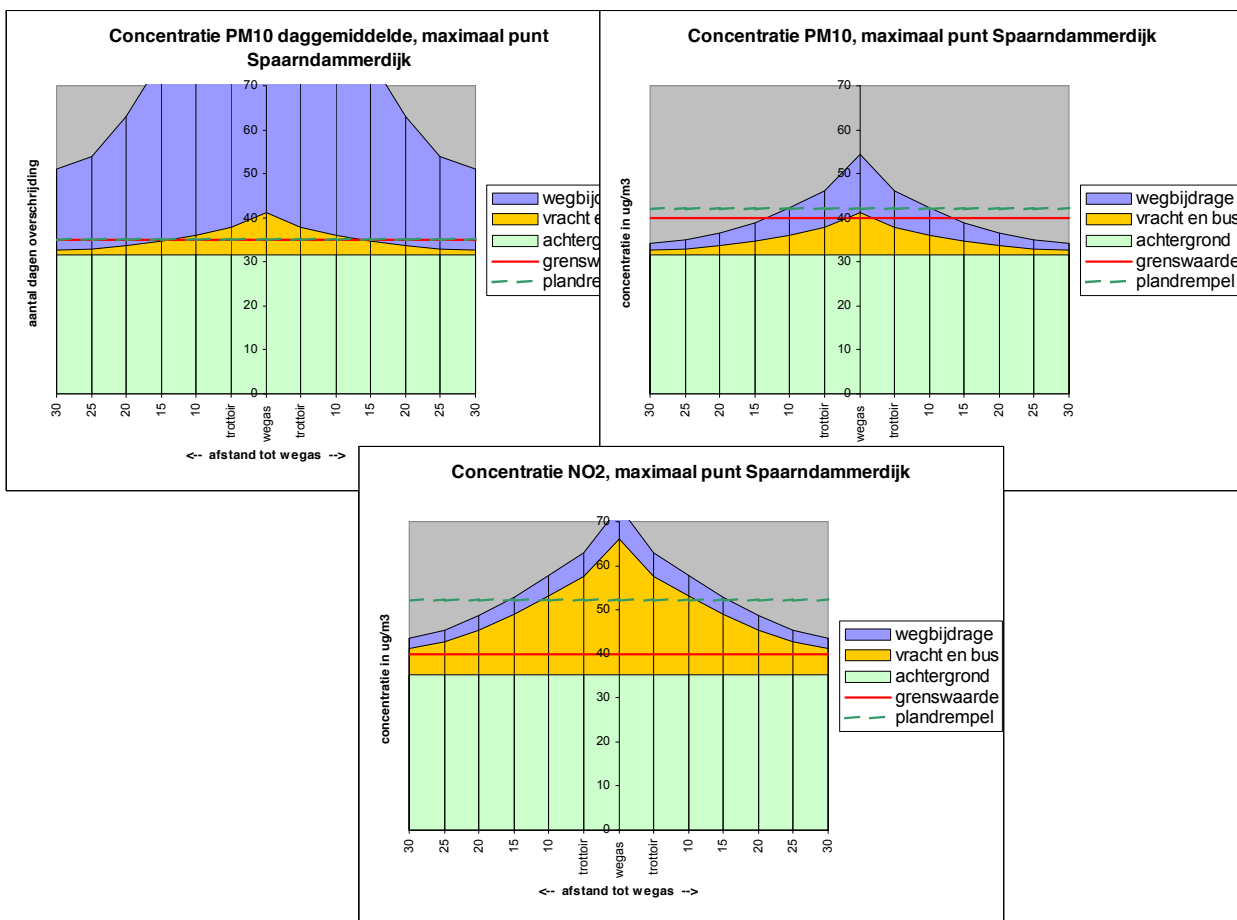 Concentratie PM10 daggemiddelde, maximaal punt
Spaarndammerdijk
aantal dagen overschrijding
70
60
50
40
30
20
10
0
30
25
20
15
10
trottoir
wegas
trottoir
10
15
20
25
30
<-- afstand tot wegas -->
wegbijd
vracht e
achtergr
grensw
plandre
Concentratie PM10, maximaal punt Spaarndammerdijk
concentratie in ug/m3
70
60
50
40
30
20
10
0
30
25
20
15
10
trottoir
wegas
trottoir
10
15
20
25
30
wegbijdrage
vracht en bus
achtergrond
grenswaarde
plandrempel
Concentratie NO2, maximaal punt Spaarndammerdijk
concentratie in ug/m3
70
60
50
40
30
20
10
0
30
25
20
15
10
trottoir
wegas
trottoir
10
15
20
25
30
<-- afstand tot wegas -->
wegbijdrage
vracht en bus
achtergrond
grenswaarde
plandrempel